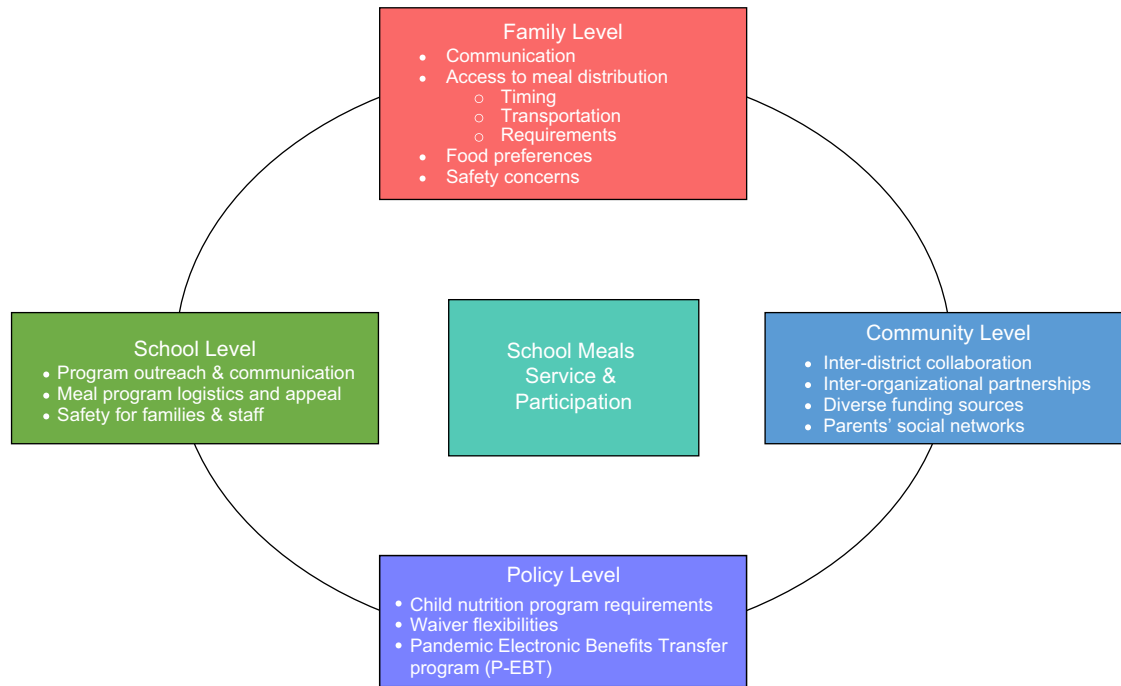 Family Level
• Communication
• Access to meal distribution
○ Timing
○ Transportation
○ Requirements
• Food preferences
• Safety concerns
School Level
• Program outreach & communication
• Meal program logistics and appeal
• Safety for families & staff
School Meals
Service &
Participation
Community Level
• Inter-district collaboration
• Inter-organizational partnerships
• Diverse funding sources
• Parents’ social networks
Policy Level
• Child nutrition program requirements
• Waiver flexibilities
• Pandemic Electronic Benefits Transfer
program (P-EBT)